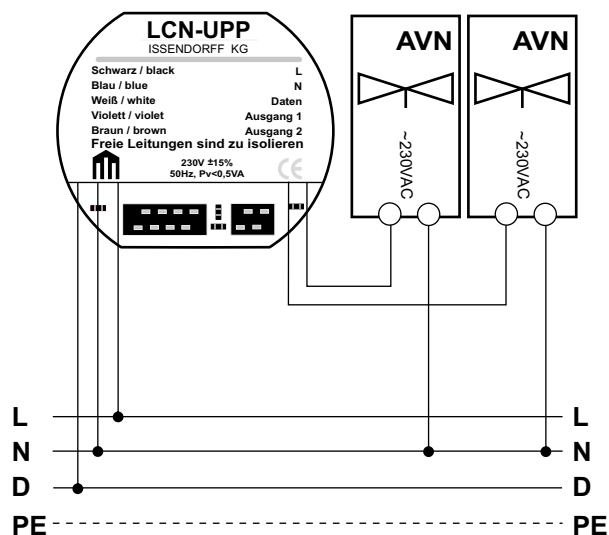 LCN-UPP
ISSENDORFF KG
Schwarz / black L
Blau / blue N
Weiß / white Daten
Violett / violet Ausgang 1
Braun / brown Ausgang 2
Freie Leitungen sind zu isolieren
230V ±15%
50Hz, Pv<0,5VA
CE
AVN
~230VAC
AVN
~230VAC
L L
N N
D D
PE PE